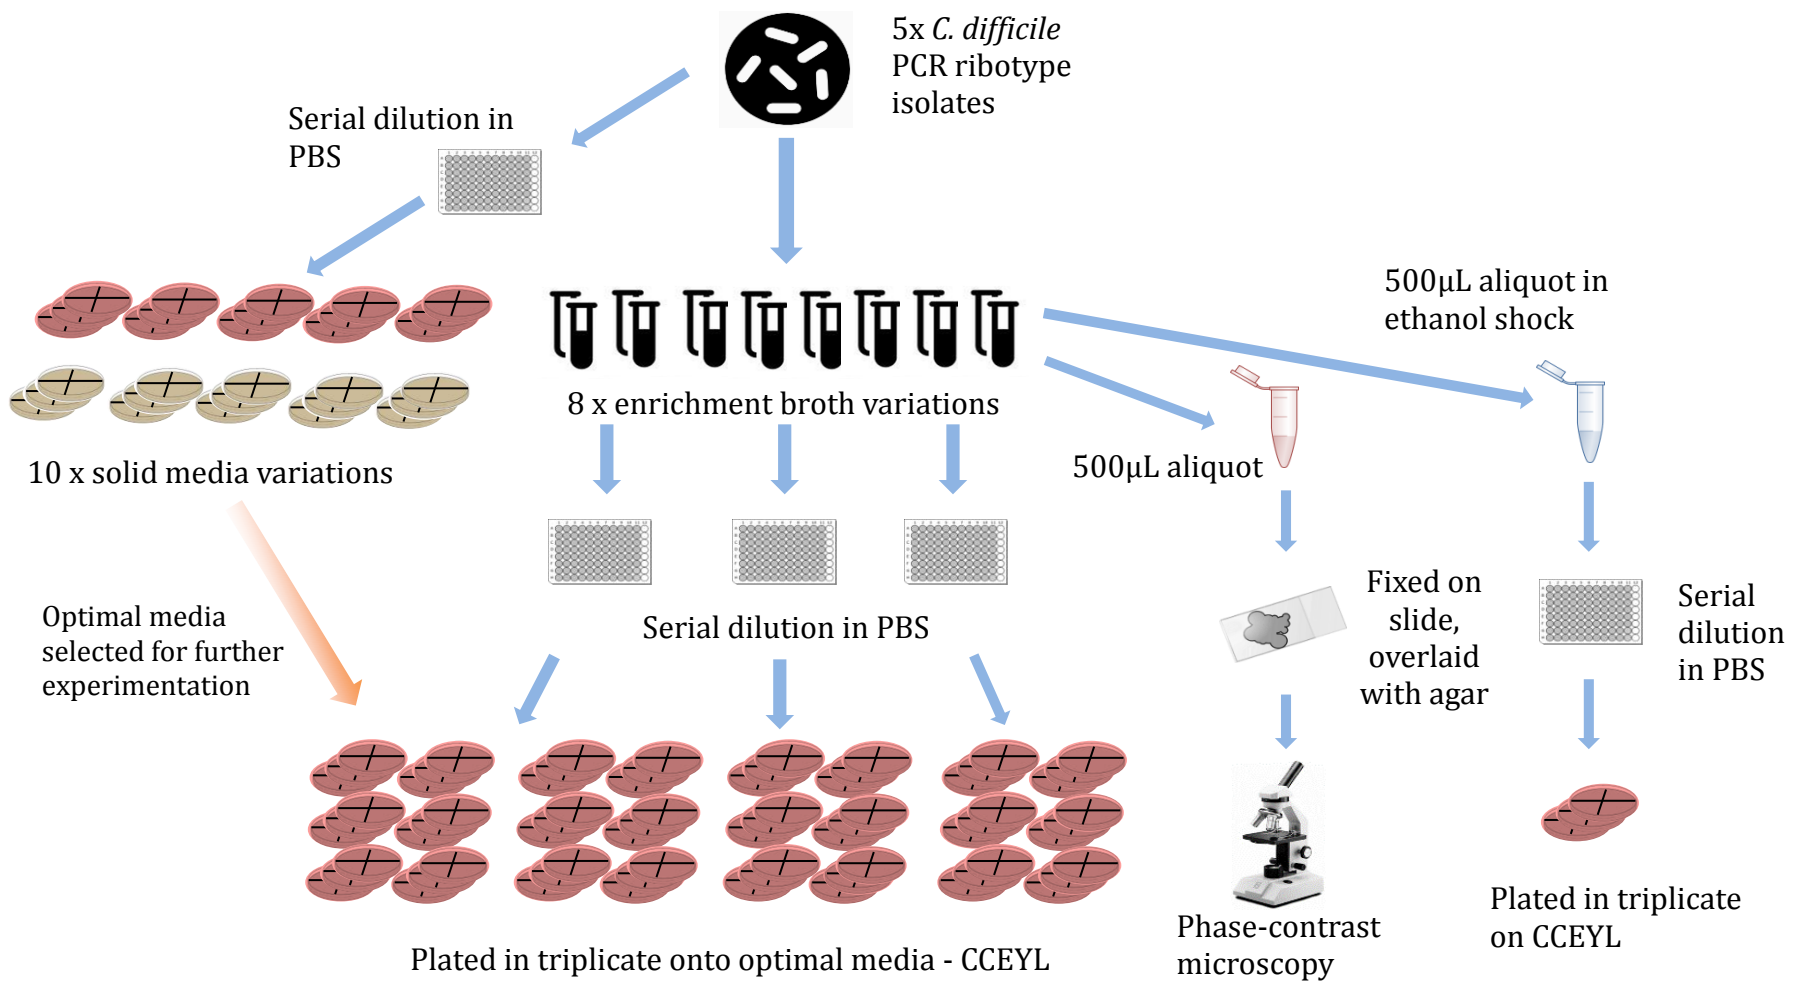 5x C. difficile
PCR ribotype
isolates
Serial dilution in
PBS
500µL aliquot in
ethanol shock
8 x enrichment broth variations
10 x solid media variations
500µL aliquot
Optimal media
selected for further
experimentation
Serial dilution in PBS
Fixed on
slide,
overlaid
with agar
Serial
dilution
in PBS
Plated in triplicate onto optimal media - CCEYL
Phase-contrast
microscopy
Plated in triplicate
on CCEYL